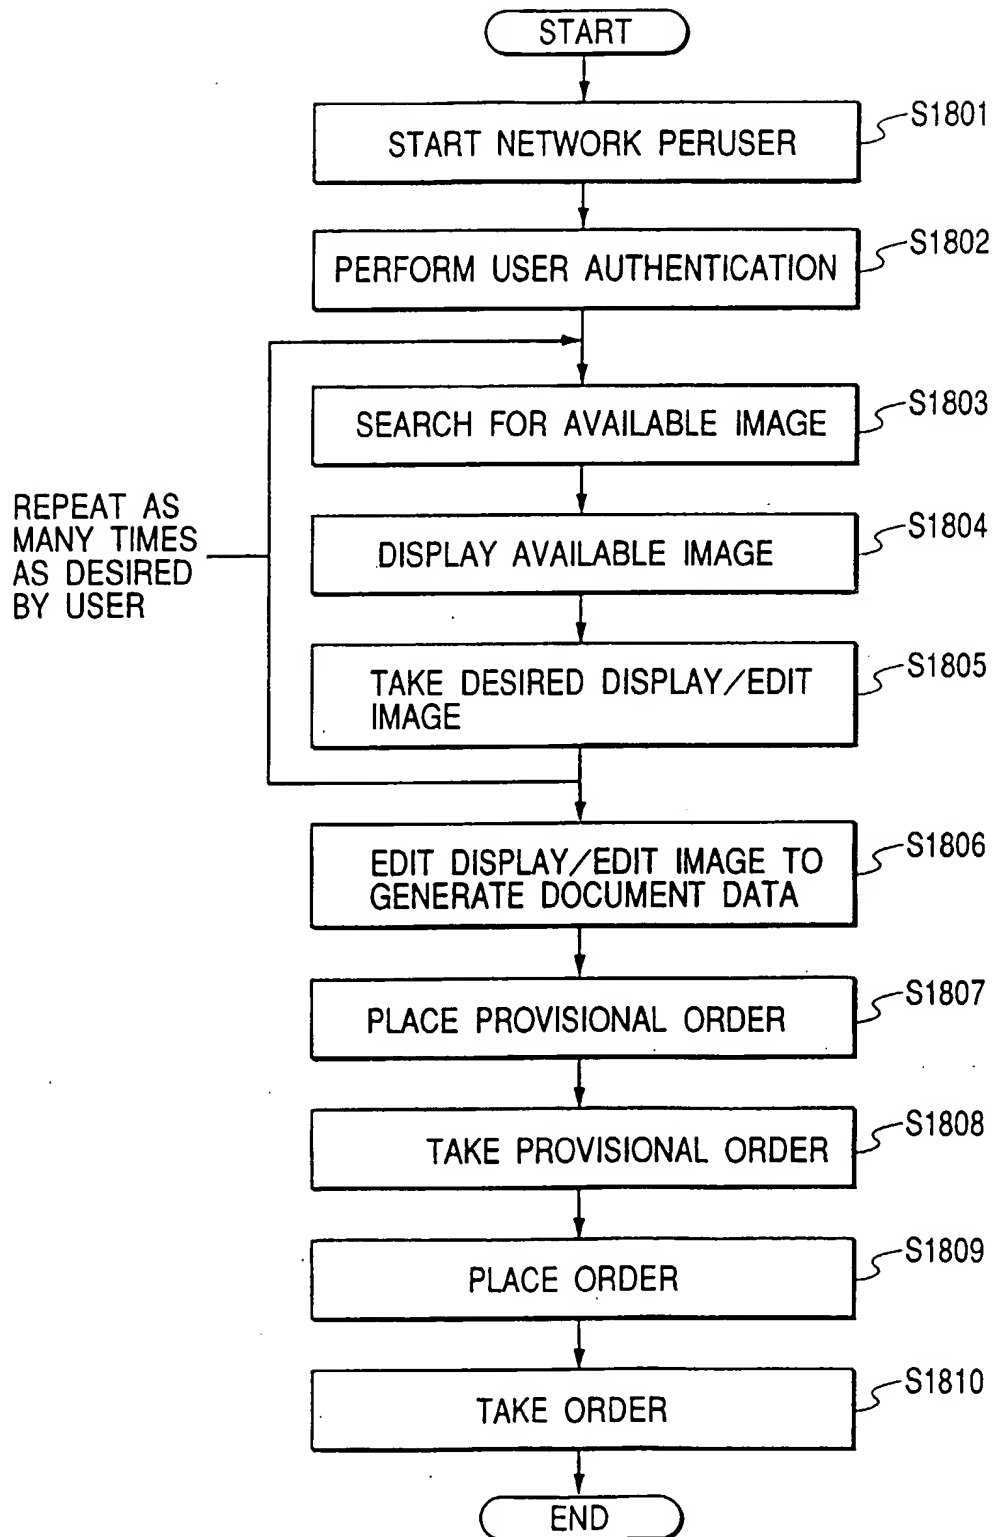 START
START NETWORK PERUSER
S1801
PERFORM USER AUTHENTICATION
S1802
SEARCH FOR AVAILABLE IMAGE
S1803
REPEAT AS
MANY TIMES
AS DESIRED
BY USER
DISPLAY AVAILABLE IMAGE
S1804
TAKE DESIRED DISPLAY/EDIT
IMAGE
S1805
EDIT DISPLAY/EDIT IMAGE TO
GENERATE DOCUMENT DATA
S1806
PLACE PROVISIONAL ORDER
S1807
TAKE PROVISIONAL ORDER
S1808
PLACE ORDER
S1809
TAKE ORDER
S1810
END